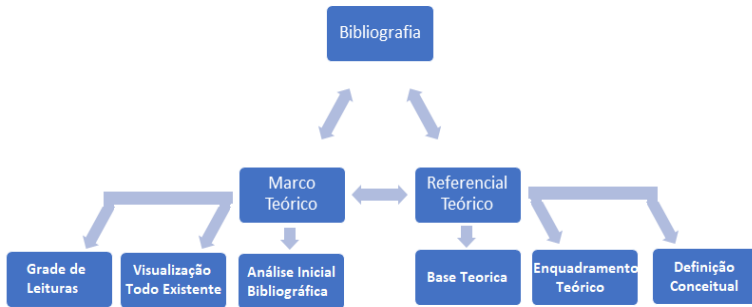 Bibliografia
Marco
Teórico
Referencial
Teórico
Grade de
Leituras
Visualização
Todo Existente
Análise Inicial
Bibliográfica
Base Teorica
Enquadramento
Teórico
Definição
Conceitual